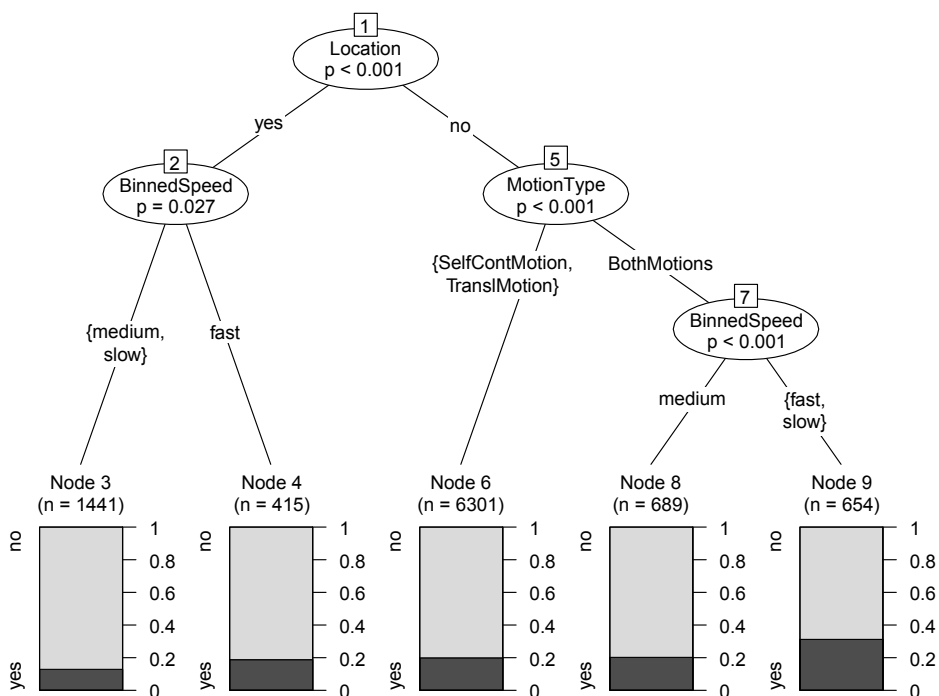 1
Location
p < 0.001
yes
no
2
BinnedSpeed
p = 0.027
5
MotionType
p < 0.001
{medium,
slow}
fast
{SelfContMotion,
TranslMotion}
BothMotions
7
BinnedSpeed
p < 0.001
medium
{fast,
slow}
Node 3
(n = 1441)
no
yes
1
0.8
0.6
0.4
0.2
0
Node 4
(n = 415)
no
yes
1
0.8
0.6
0.4
0.2
0
Node 6
(n = 6301)
no
yes
1
0.8
0.6
0.4
0.2
0
Node 8
(n = 689)
no
yes
1
0.8
0.6
0.4
0.2
0
Node 9
(n = 654)
no
yes
1
0.8
0.6
0.4
0.2
0